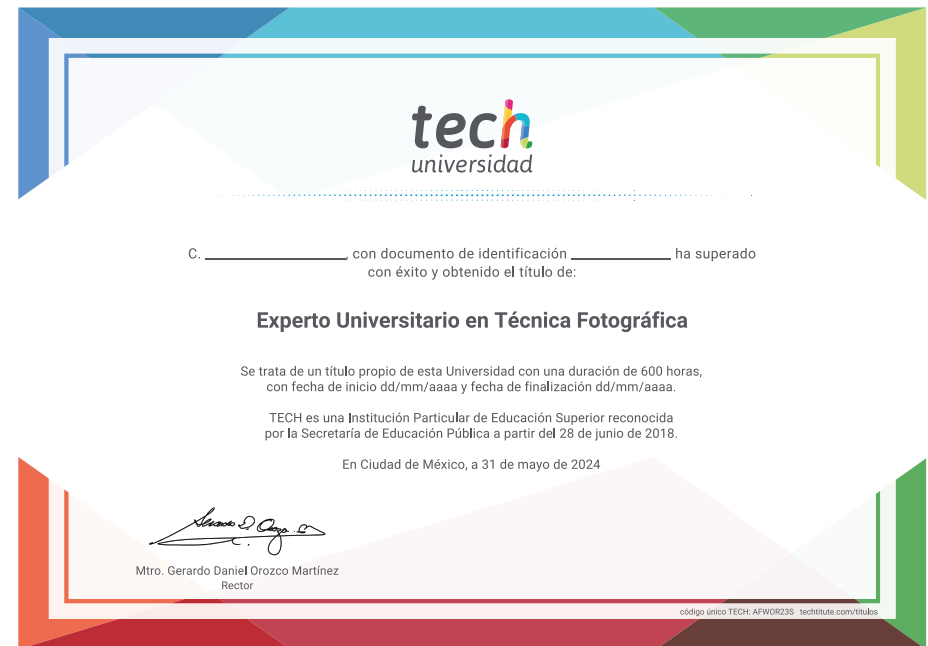 tech
universidad
C. ____________________, con documento de identificación ______________ ha superado
con éxito y obtenido el título de:
Experto Universitario en Técnica Fotográfica
Se trata de un título propio de esta Universidad con una duración de 600 horas,
con fecha de inicio dd/mm/aaaa y fecha de finalización dd/mm/aaaa.
TECH es una Institución Particular de Educación Superior reconocida
por la Secretaría de Educación Pública a partir del 28 de junio de 2018.
En Ciudad de México, a 31 de mayo de 2024
Mtro. Gerardo Daniel Orozco Martínez
Rector
código único TECH: AFWOR23S techtitute.com/titulos